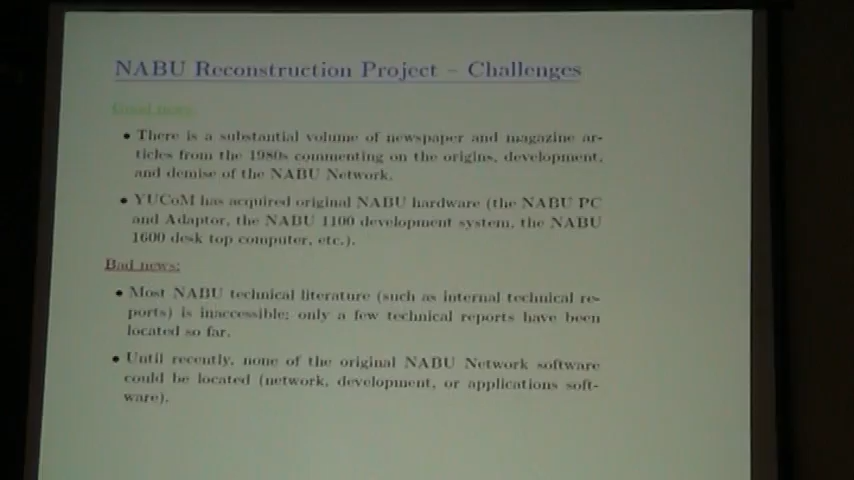 NABU Reconstruction Project – Challenges
Good news:
• There is a substantial volume of newspaper and magazine ar-
ticles from the 1980s commenting on the origins, development,
and demise of the NABU Network.
• YUCoM has acquired original NABU hardware (the NABU PC
and Adaptor, the NABU 1100 development system, the NABU
1600 desk top computer, etc.).
Bad news:
• Most NABU technical literature (such as internal technical re-
ports) is inaccessible; only a few technical reports have been
located so far.
• Until recently, none of the original NABU Network software
could be located (network, development, or applications soft-
ware).